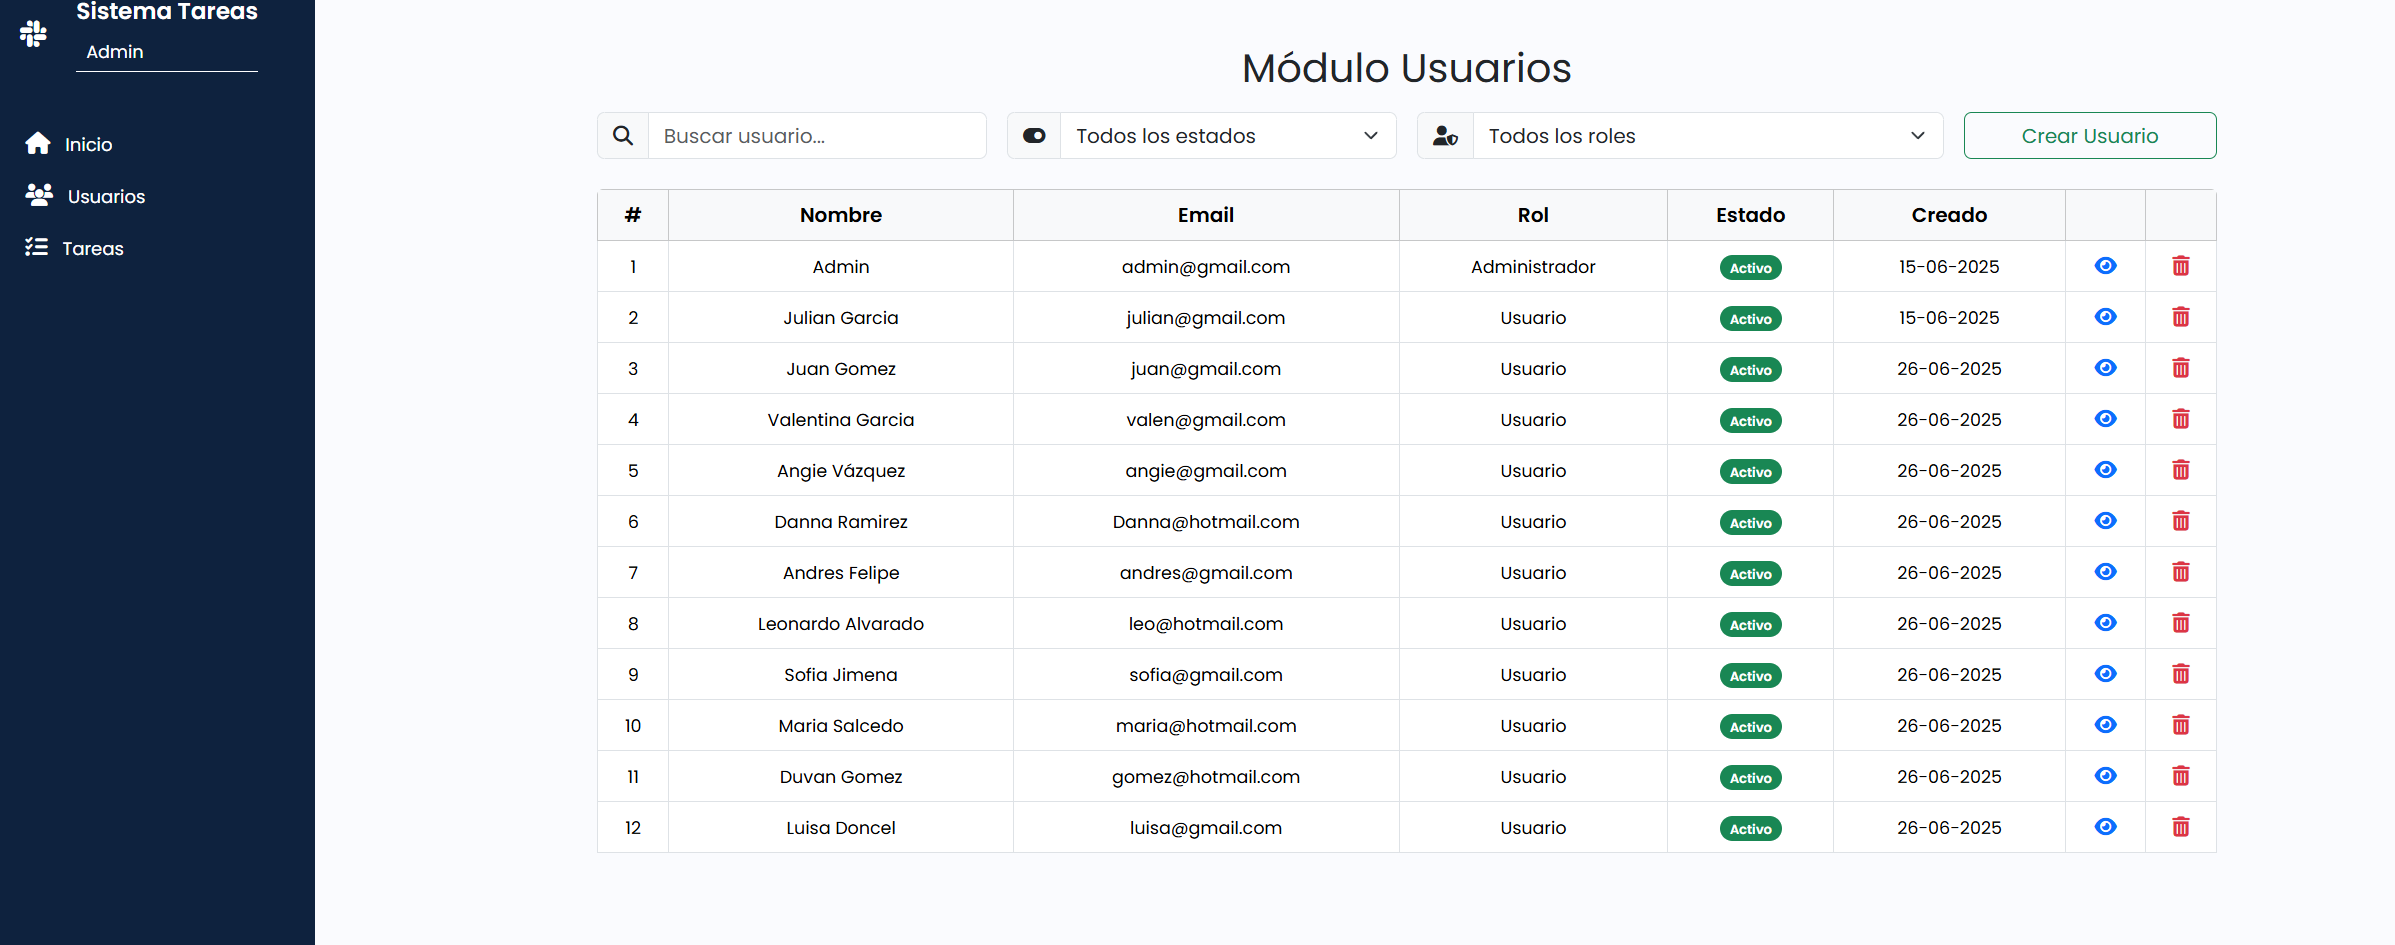 Sistema Tareas
Admin
Inicio
Usuarios
Tareas
Módulo Usuarios
Buscar usuario... Todos los estados Todos los roles Crear Usuario
# Nombre Email Rol Estado Creado
1 Admin admin@gmail.com Administrador Activo 15-06-2025
2 Julian Garcia julian@gmail.com Usuario Activo 15-06-2025
3 Juan Gomez juan@gmail.com Usuario Activo 26-06-2025
4 Valentina Garcia valen@gmail.com Usuario Activo 26-06-2025
5 Angie Vázquez angie@gmail.com Usuario Activo 26-06-2025
6 Danna Ramirez Danna@hotmail.com Usuario Activo 26-06-2025
7 Andres Felipe andres@gmail.com Usuario Activo 26-06-2025
8 Leonardo Alvarado leo@hotmail.com Usuario Activo 26-06-2025
9 Sofia Jimena sofia@gmail.com Usuario Activo 26-06-2025
10 Maria Salcedo maria@hotmail.com Usuario Activo 26-06-2025
11 Duvan Gomez gomez@hotmail.com Usuario Activo 26-06-2025
12 Luisa Doncel luisa@gmail.com Usuario Activo 26-06-2025